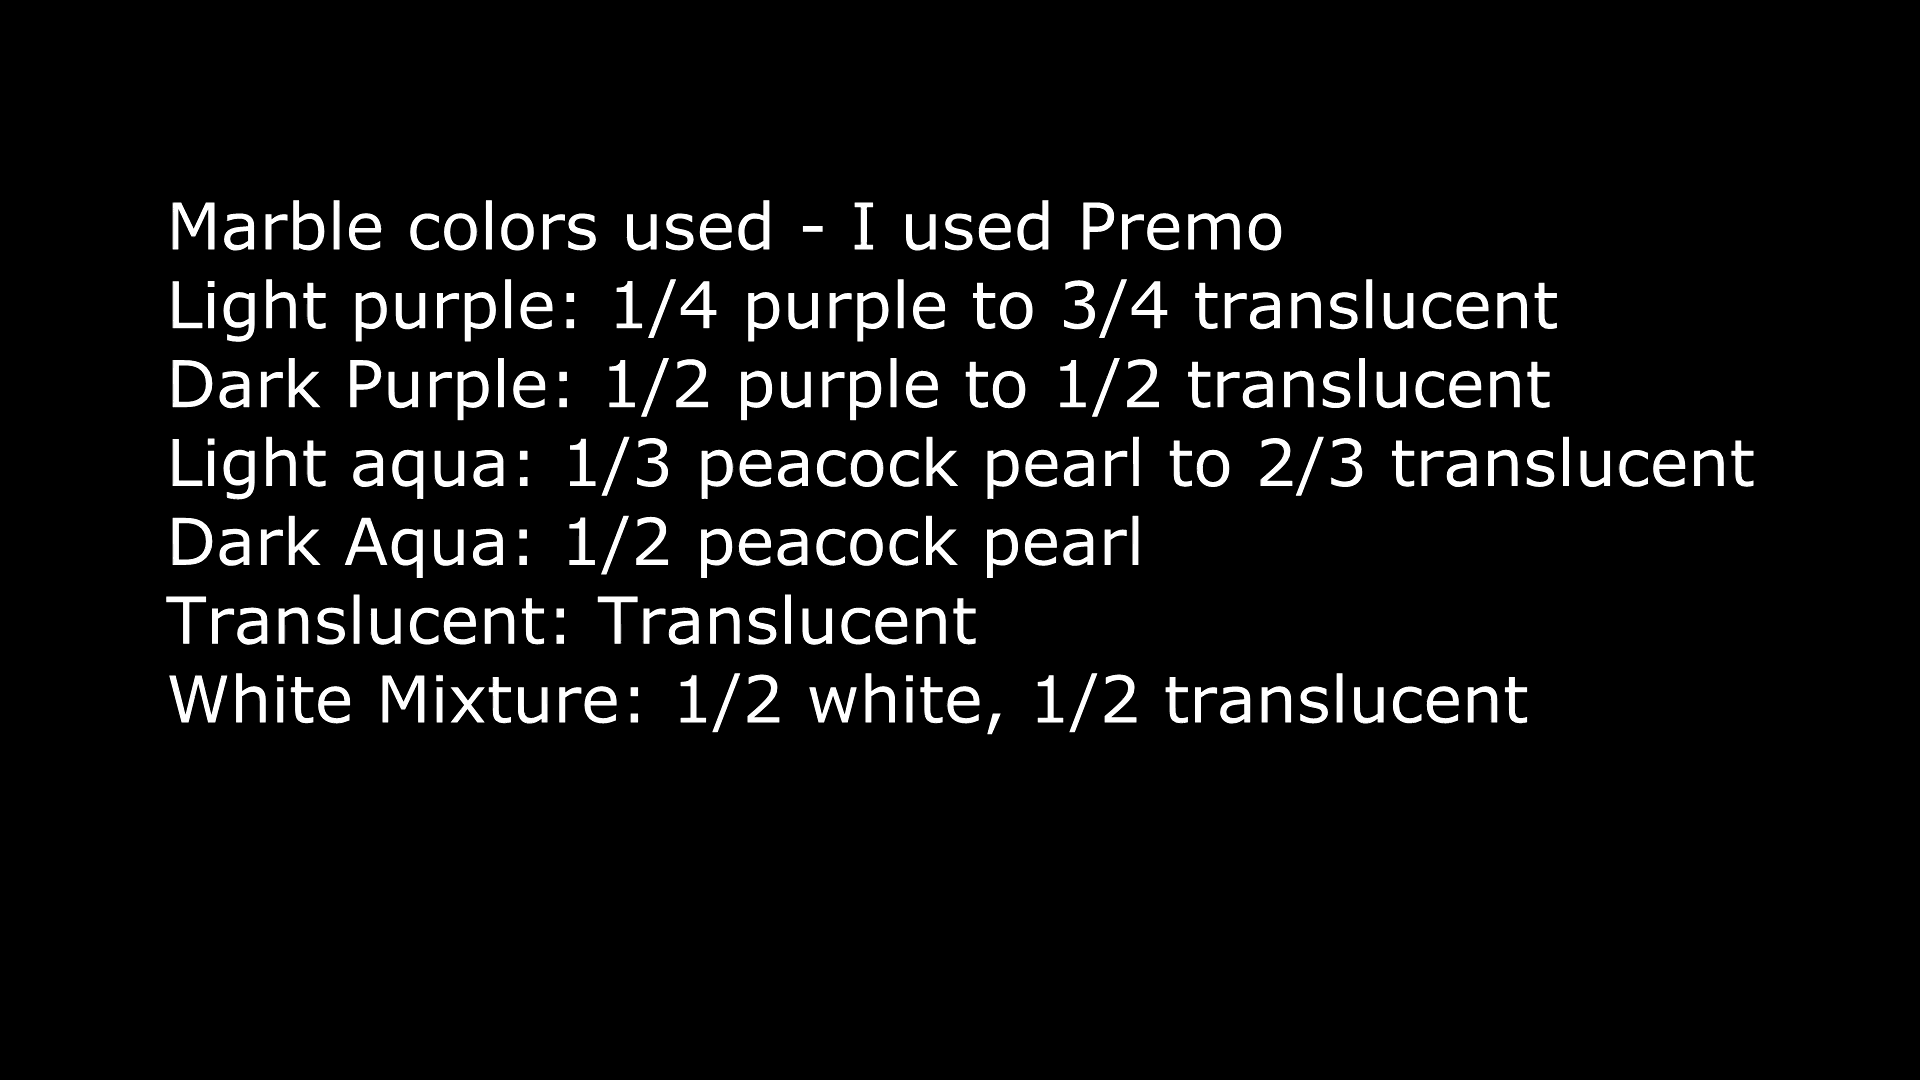 Marble colors used - I used Premo
Light purple: 1/4 purple to 3/4 translucent
Dark Purple: 1/2 purple to 1/2 translucent
Light aqua: 1/3 peacock pearl to 2/3 translucent
Dark Aqua: 1/2 peacock pearl
Translucent: Translucent
White Mixture: 1/2 white, 1/2 translucent